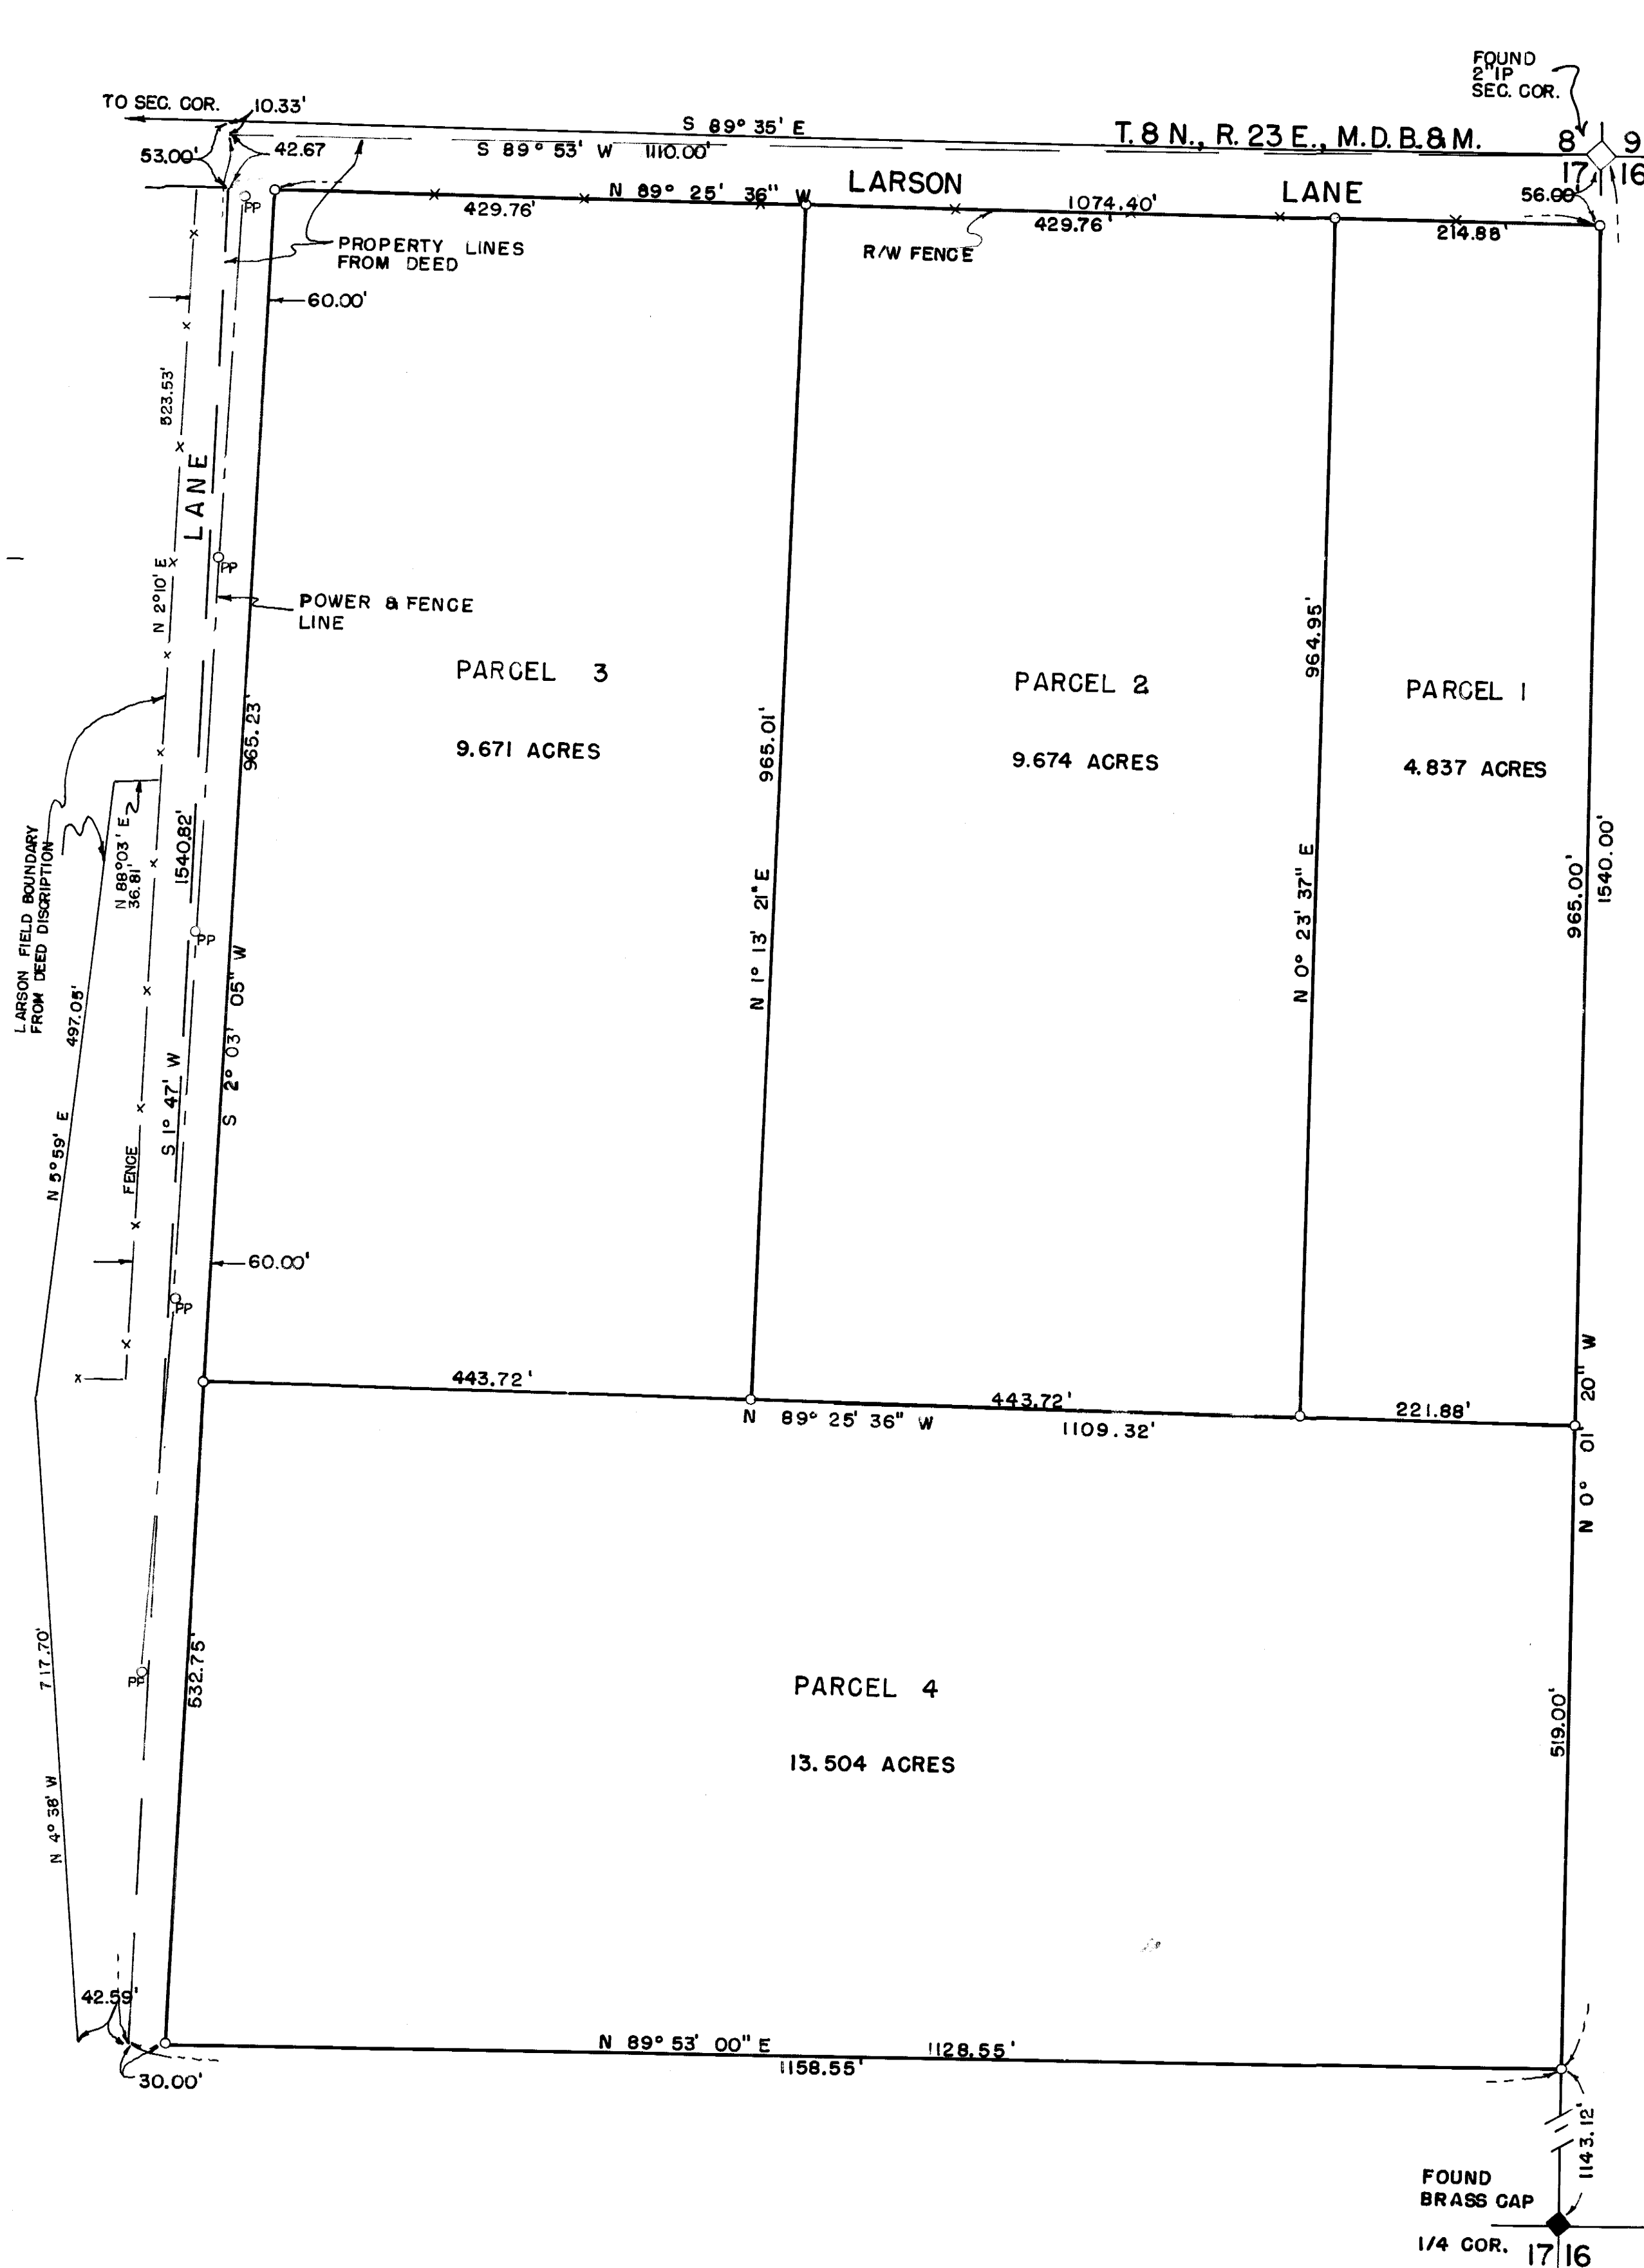 FOUND
2" IP
SEC. COR.
TO SEC. COR.
10.33'
S 89° 35' E
T. 8 N., R. 23 E., M. D. B. & M.
8
9
17
16
53.00'
42.67
S 89° 53' W 1110.00'
56.00'
PP
N 89° 25' 36" W
LARSON
LANE
1074.40'
429.76'
429.76'
214.88'
PROPERTY LINES
FROM DEED
R/W FENCE
60.00'
523.53'
LANE
N 2°10' E
PP
POWER & FENCE
LINE
PARCEL 3
9.671 ACRES
PARCEL 2
9.674 ACRES
PARCEL 1
4.837 ACRES
965.23'
965.01'
964.95'
965.00'
1540.00'
1540.82'
N 88°03' E
36.81'
LARSON FIELD BOUNDARY
FROM DEED DISCRIPTION
N 1° 13' 21" E
N 0° 23' 37" E
PP
497.05'
S 2° 03' 05" W
S 1° 47' W
N 5°59' E
FENCE
60.00'
PP
443.72'
443.72'
221.88'
N 89° 25' 36" W
1109.32'
N 0° 01' 20" W
717.70'
532.75'
PP
PARCEL 4
13.504 ACRES
519.00'
N 4° 38' W
42.59'
N 89° 53' 00" E
1128.55'
1158.55'
30.00'
1143.12'
FOUND
BRASS CAP
1/4 COR.
17
16